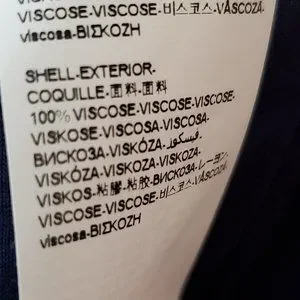 VISCOSE-VISCOSE-비스코스-VÁSCOZA-
viscosa-ΒΙΣΚΟΖΗ
SHELL-EXTERIOR-
COQUILLE-面料-面料
100% VISCOSE-VISCOSE-VISCOSE-
VISKOSE-VISCOSA-VISCOSA-
ВИСКОЗА-VISKÓZA-فيسكوز-
VISKÓZA-VISKOZA-VISKOZA-
VISKOS-粘膠-粘胶-ВИСКОЗА-レーヨン-
VISCOSE-VISCOSE-비스코스-VÁSCOZA-
viscosa-ΒΙΣΚΟΖΗ